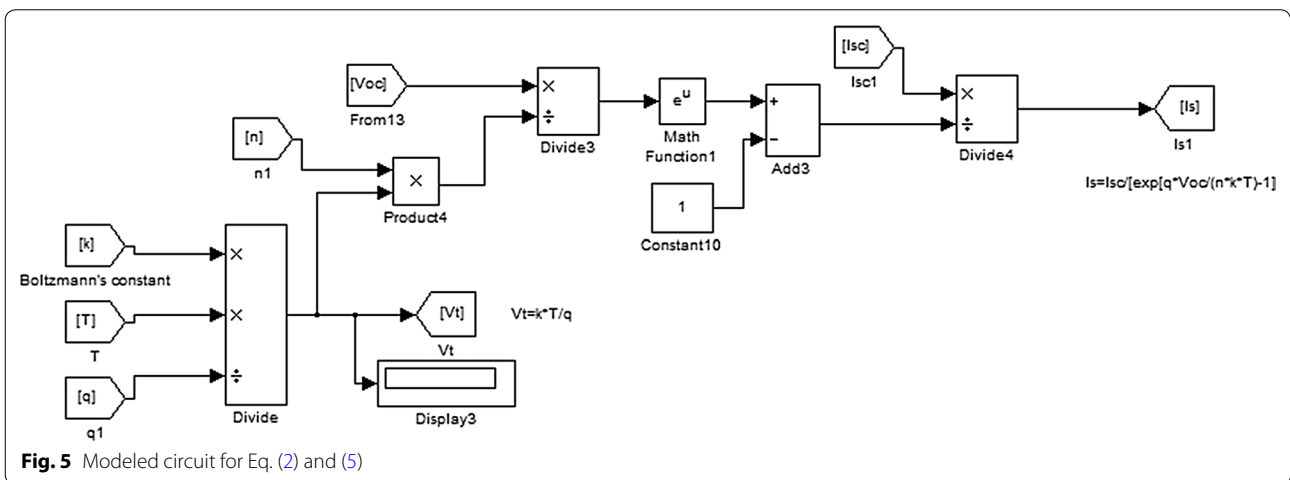 [Isc]
Isc1
[Voc]
From13
×
÷
Divide3
e^u
Math
Function1
+
−
Add3
×
÷
Divide4
[Is]
Is1
Is=Isc/[exp[q*Voc/(n*k*T)-1]
[n]
n1
×
Product4
1
Constant10
[k]
Boltzmann's constant
[T]
T
[q]
q1
×
×
÷
Divide
[Vt]
Vt
Vt=k*T/q
Display3
Fig. 5 Modeled circuit for Eq. (2) and (5)